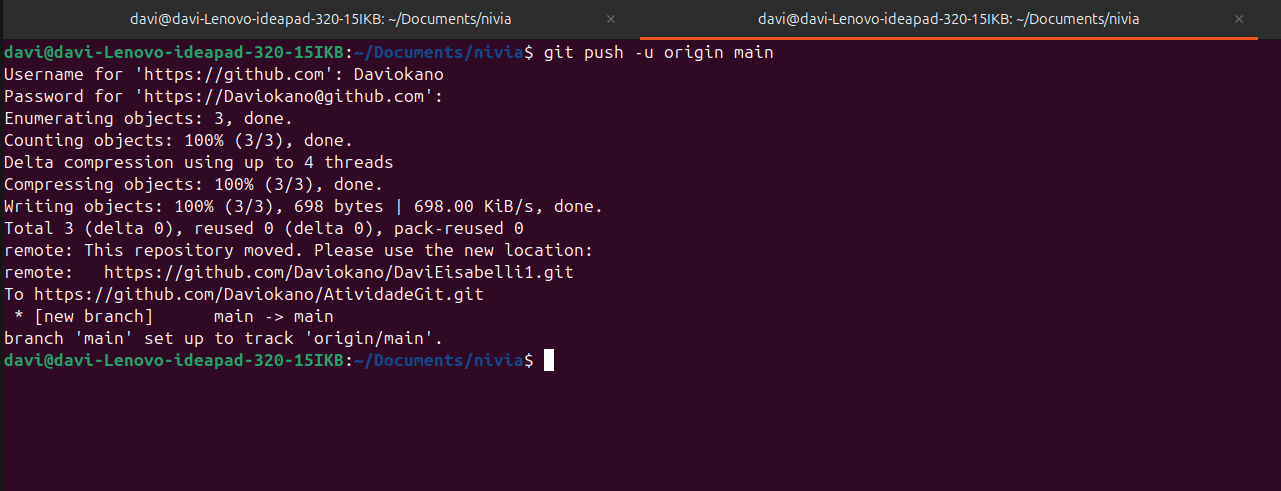 davi@davi-Lenovo-ideapad-320-15IKB: ~/Documents/nivia × davi@davi-Lenovo-ideapad-320-15IKB: ~/Documents/nivia ×
davi@davi-Lenovo-ideapad-320-15IKB:~/Documents/nivia$ git push -u origin main
Username for 'https://github.com': Daviokano
Password for 'https://Daviokano@github.com':
Enumerating objects: 3, done.
Counting objects: 100% (3/3), done.
Delta compression using up to 4 threads
Compressing objects: 100% (3/3), done.
Writing objects: 100% (3/3), 698 bytes | 698.00 KiB/s, done.
Total 3 (delta 0), reused 0 (delta 0), pack-reused 0
remote: This repository moved. Please use the new location:
remote:   https://github.com/Daviokano/DaviEisabelli1.git
To https://github.com/Daviokano/AtividadeGit.git
 * [new branch]      main -> main
branch 'main' set up to track 'origin/main'.
davi@davi-Lenovo-ideapad-320-15IKB:~/Documents/nivia$